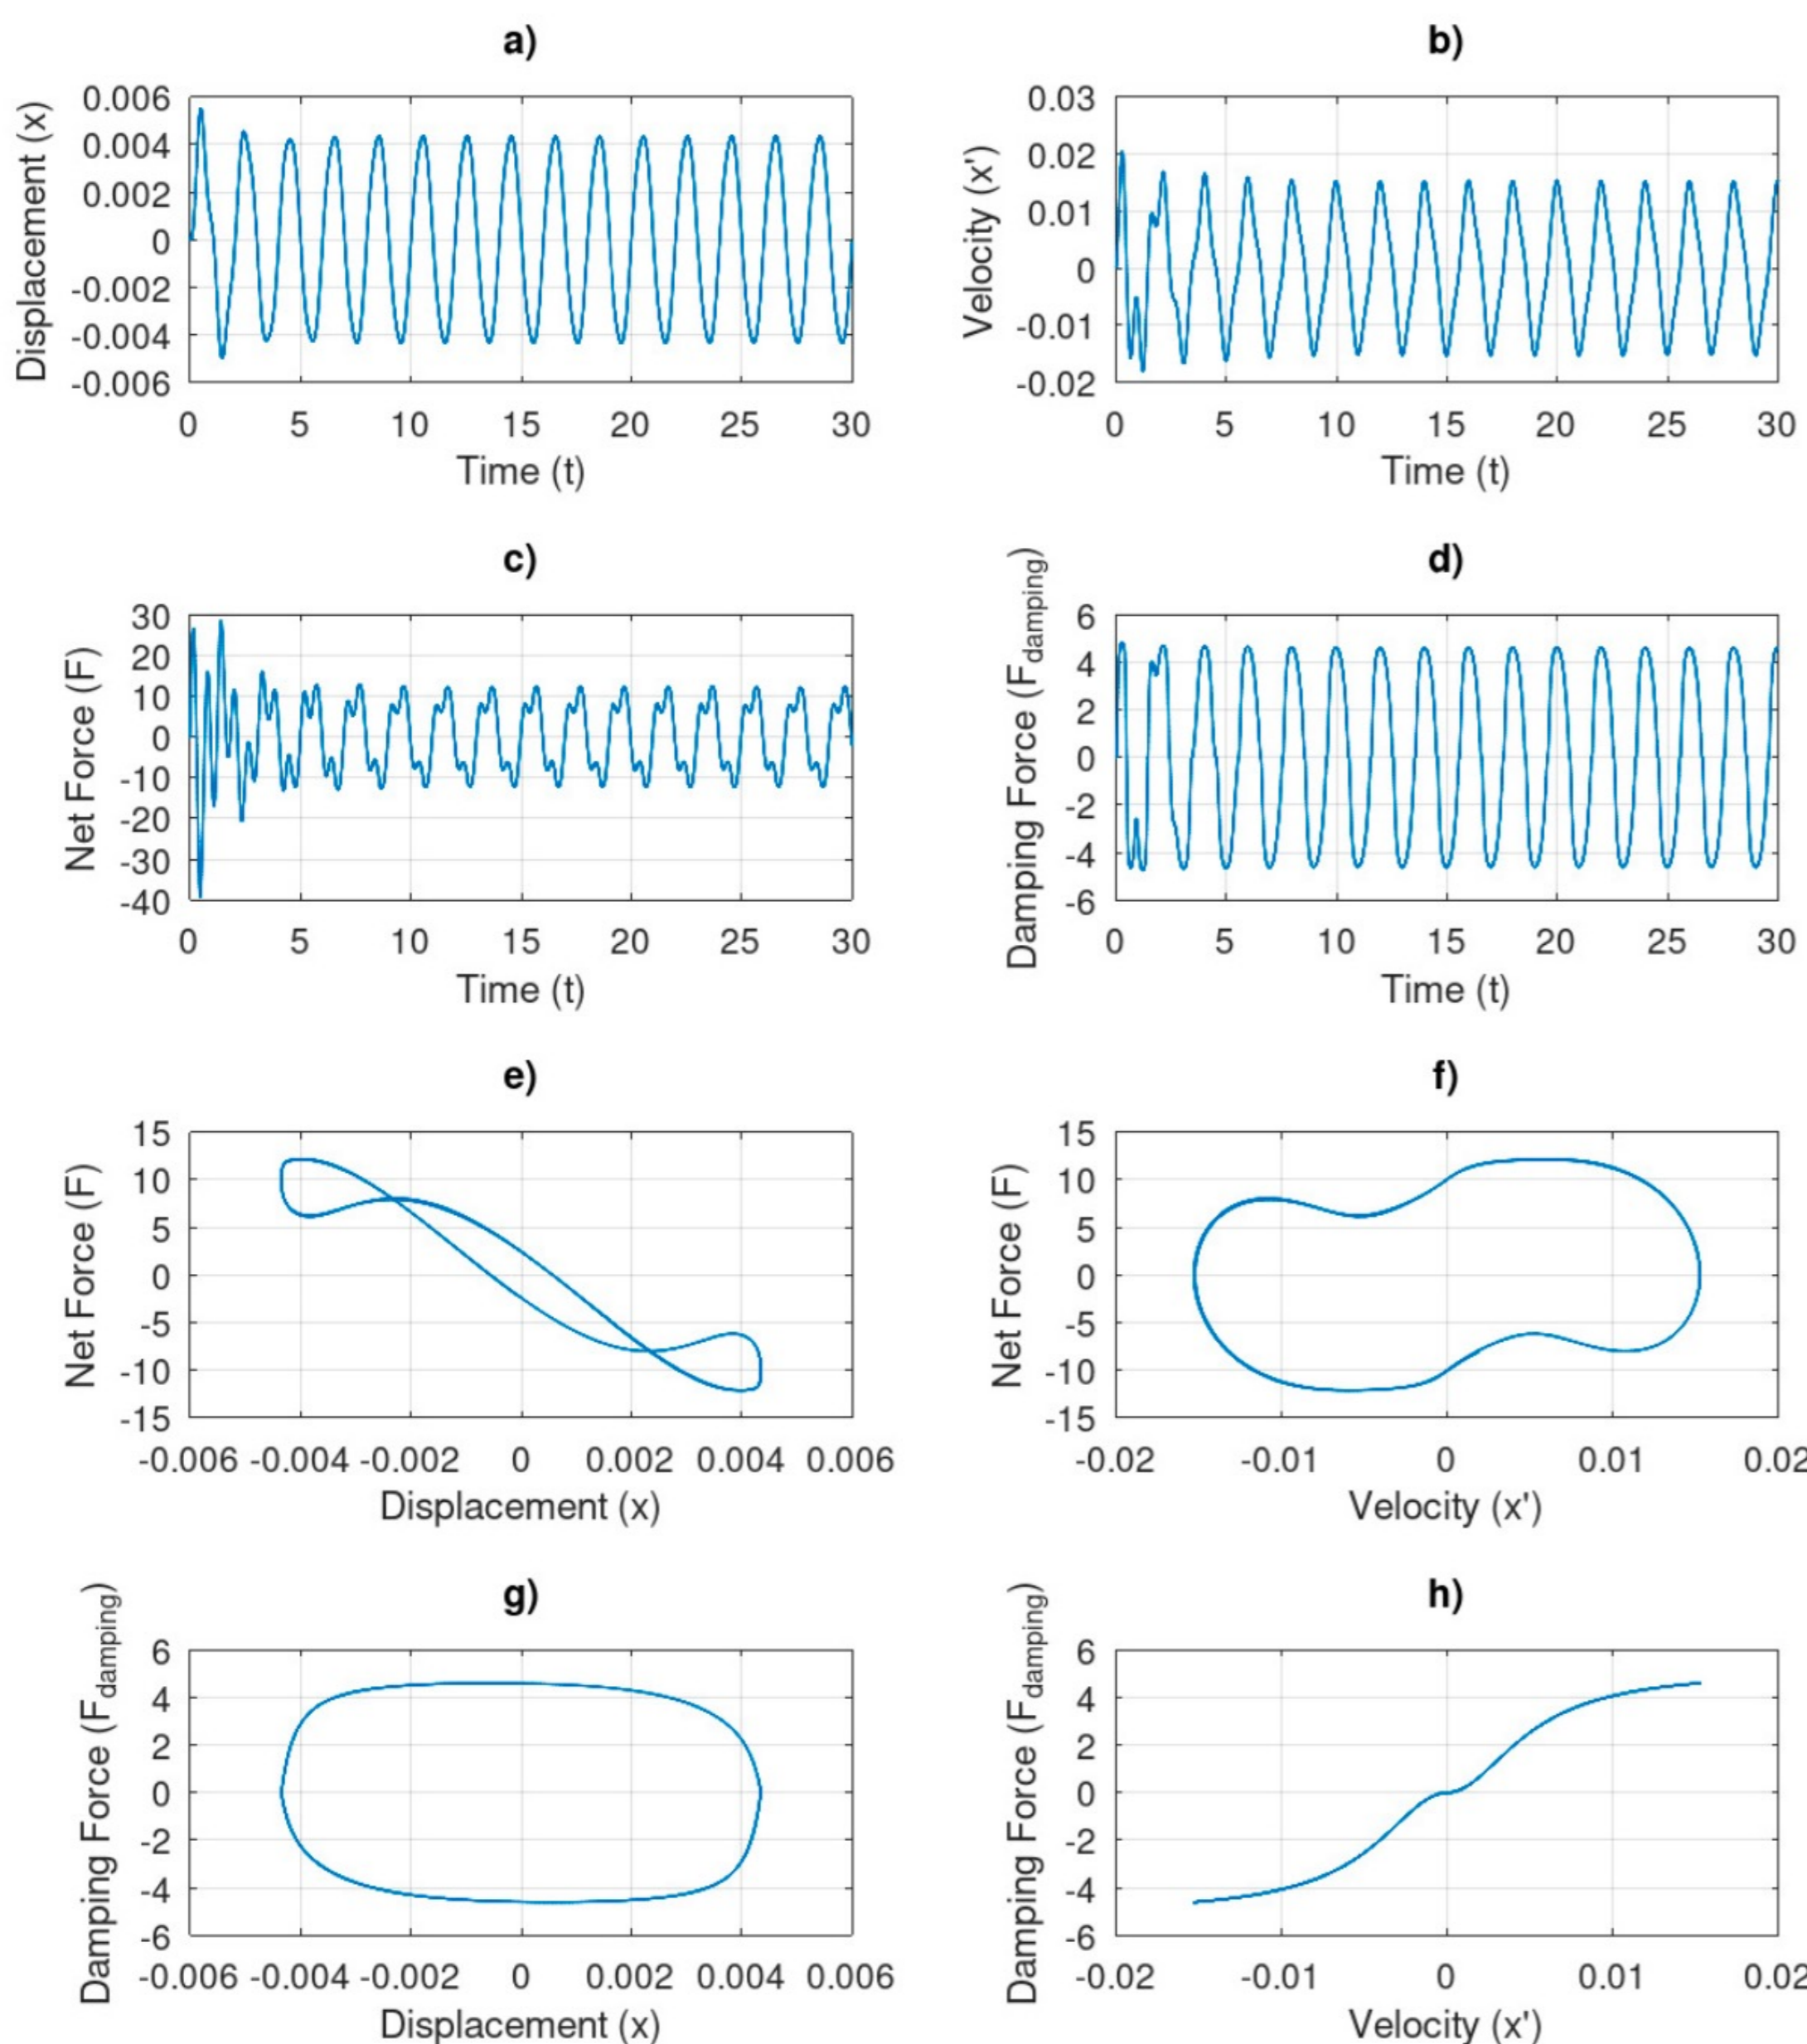 a)
0.006
0.004
0.002
0
-0.002
-0.004
-0.006
Displacement (x)
0 5 10 15 20 25 30
Time (t)
b)
0.03
0.02
0.01
0
-0.01
-0.02
Velocity (x')
0 5 10 15 20 25 30
Time (t)
c)
30
20
10
0
-10
-20
-30
-40
Net Force (F)
0 5 10 15 20 25 30
Time (t)
d)
6
4
2
0
-2
-4
-6
Damping Force (Fdamping)
0 5 10 15 20 25 30
Time (t)
e)
15
10
5
0
-5
-10
-15
Net Force (F)
-0.006 -0.004 -0.002 0 0.002 0.004 0.006
Displacement (x)
f)
15
10
5
0
-5
-10
-15
Net Force (F)
-0.02 -0.01 0 0.01 0.02
Velocity (x')
g)
6
4
2
0
-2
-4
-6
Damping Force (Fdamping)
-0.006 -0.004 -0.002 0 0.002 0.004 0.006
Displacement (x)
h)
6
4
2
0
-2
-4
-6
Damping Force (Fdamping)
-0.02 -0.01 0 0.01 0.02
Velocity (x')